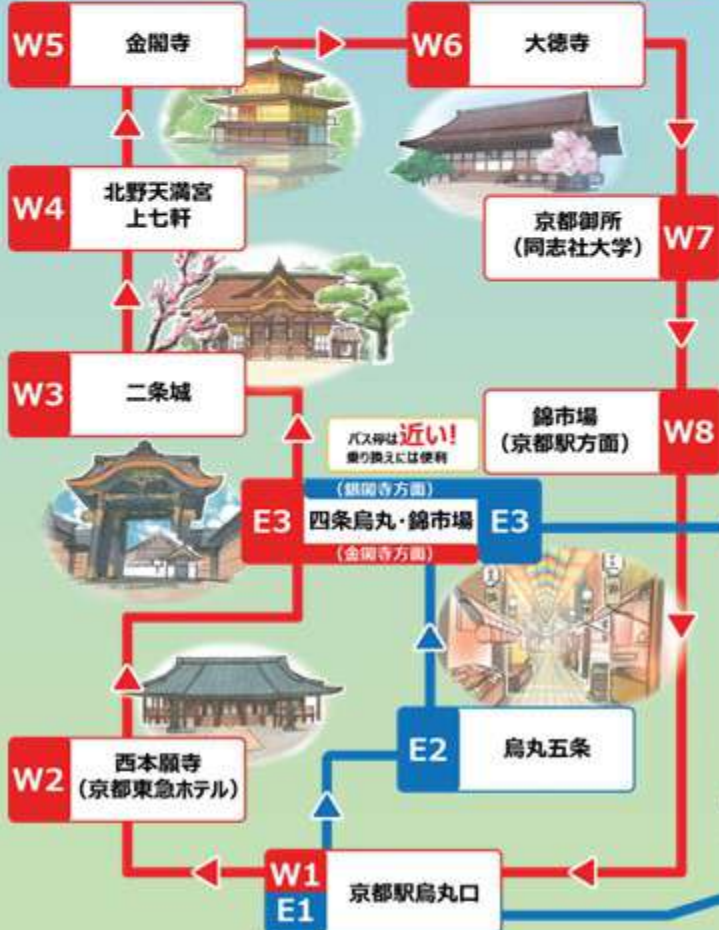 W5
金閣寺
W6
大徳寺
W4
北野天満宮
上七軒
京都御所
(同志社大学)
W7
W3
二条城
バス停は近い!
乗り換えには便利
錦市場
(京都駅方面)
W8
(銀閣寺方面)
E3
四条烏丸・錦市場
E3
(金閣寺方面)
W2
西本願寺
(京都東急ホテル)
E2
烏丸五条
W1
E1
京都駅烏丸口